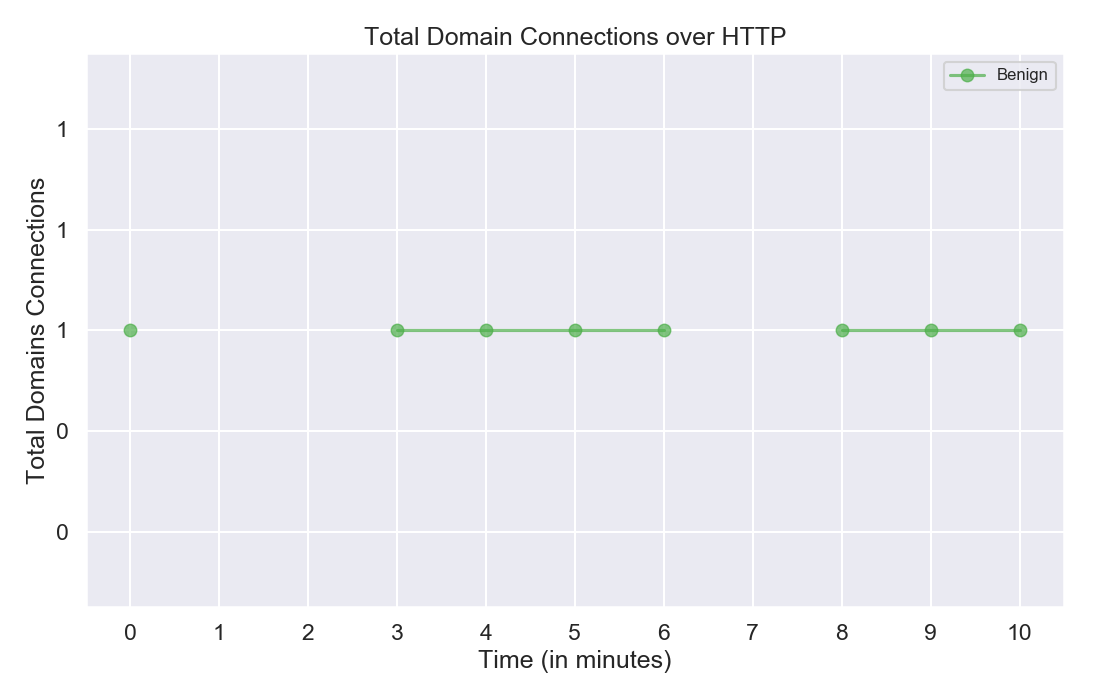 Total Domain Connections over HTTP
Benign
Total Domains Connections
1
1
1
0
0
0 1 2 3 4 5 6 7 8 9 10
Time (in minutes)